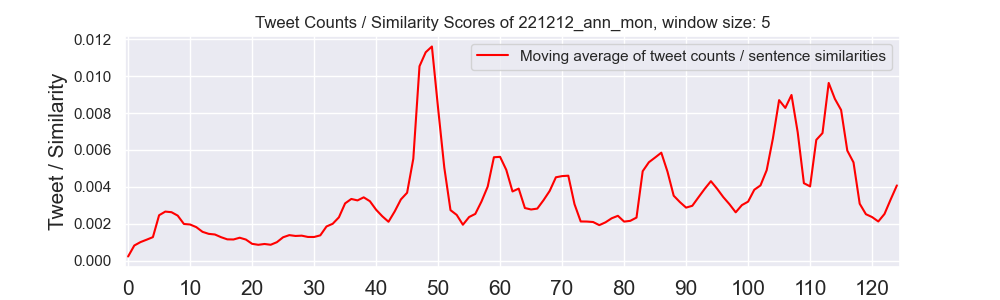 Tweet Counts / Similarity Scores of 221212_ann_mon, window size: 5
Moving average of tweet counts / sentence similarities
Tweet / Similarity
0.012
0.010
0.008
0.006
0.004
0.002
0.000
0 10 20 30 40 50 60 70 80 90 100 110 120